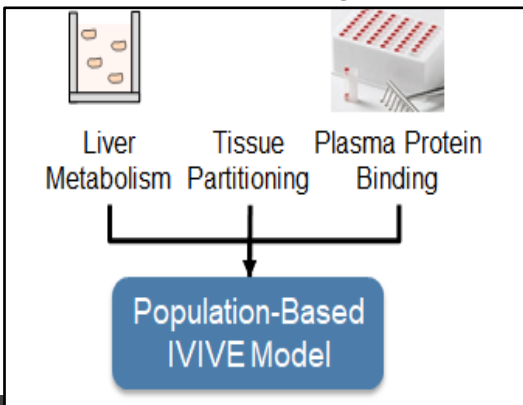 Liver Tissue Plasma Protein
Metabolism Partitioning Binding
Population-Based
IVIVE Model